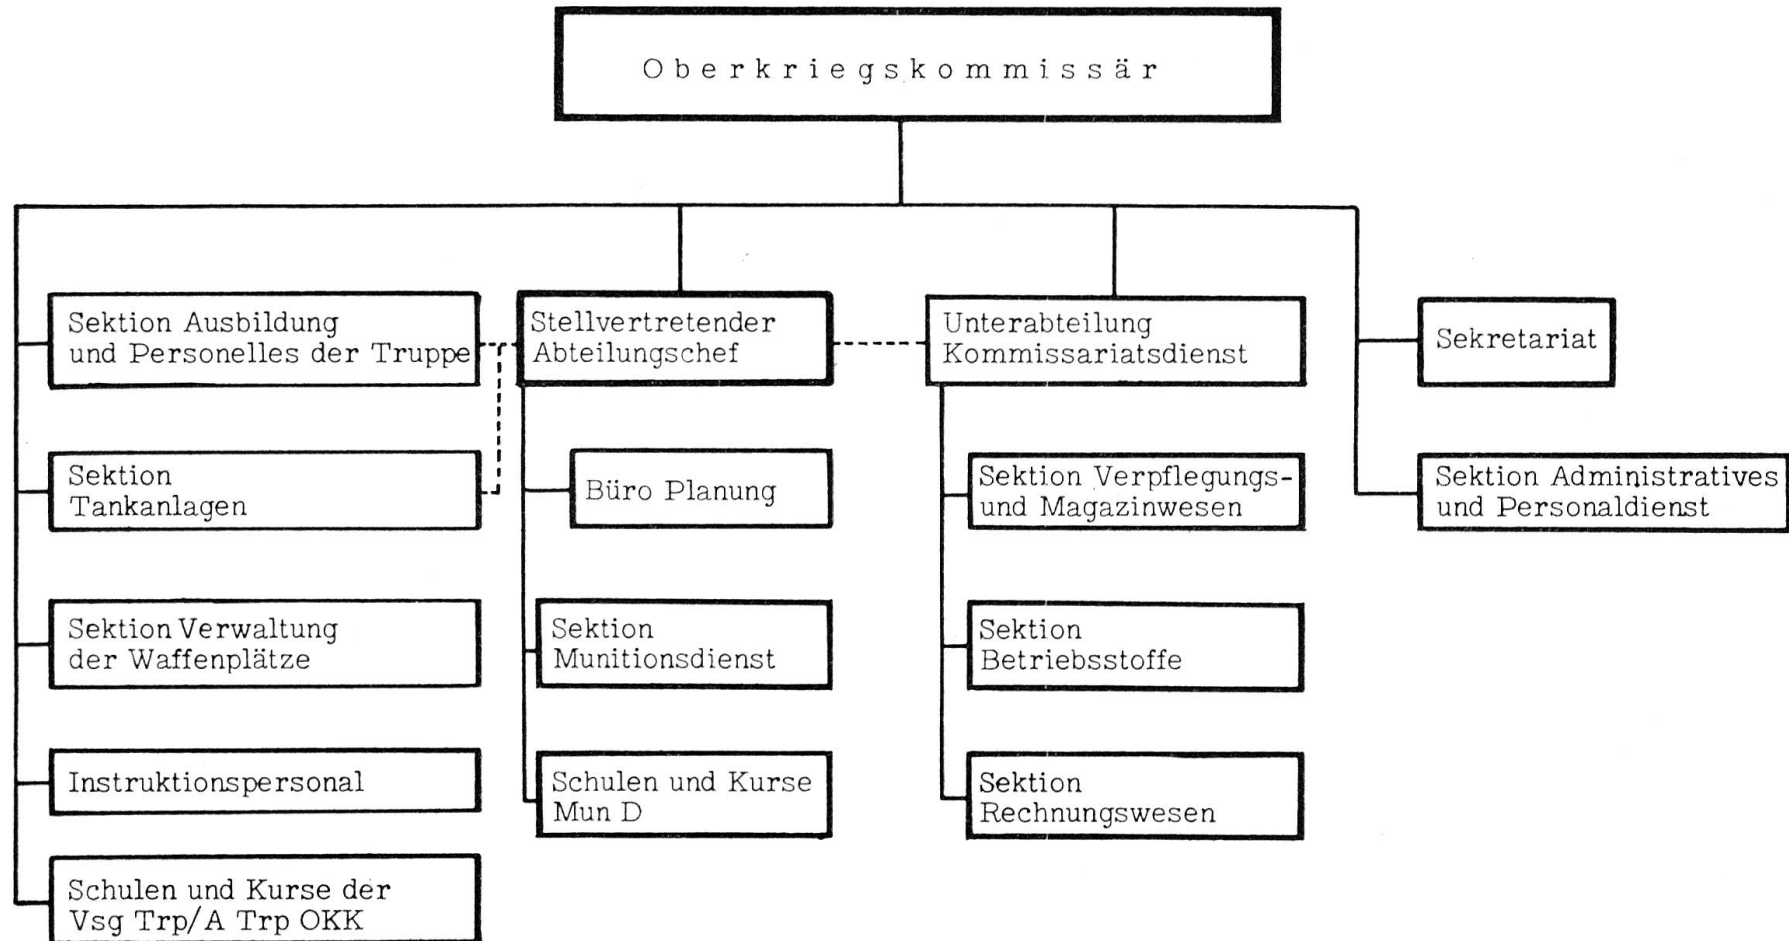 Oberkriegskommissär
Sektion Ausbildung
und Personelles der Truppe
Sektion
Tankanlagen
Sektion Verwaltung
der Waffenplätze
Instruktionspersonal
Schulen und Kurse der
Vsg Trp/A Trp OKK
Stellvertretender
Abteilungschef
Büro Planung
Sektion
Munitionsdienst
Schulen und Kurse
Mun D
Unterabteilung
Kommissariatsdienst
Sektion Verpflegungs-
und Magazinwesen
Sektion
Betriebsstoffe
Sektion
Rechnungswesen
Sekretariat
Sektion Administratives
und Personaldienst